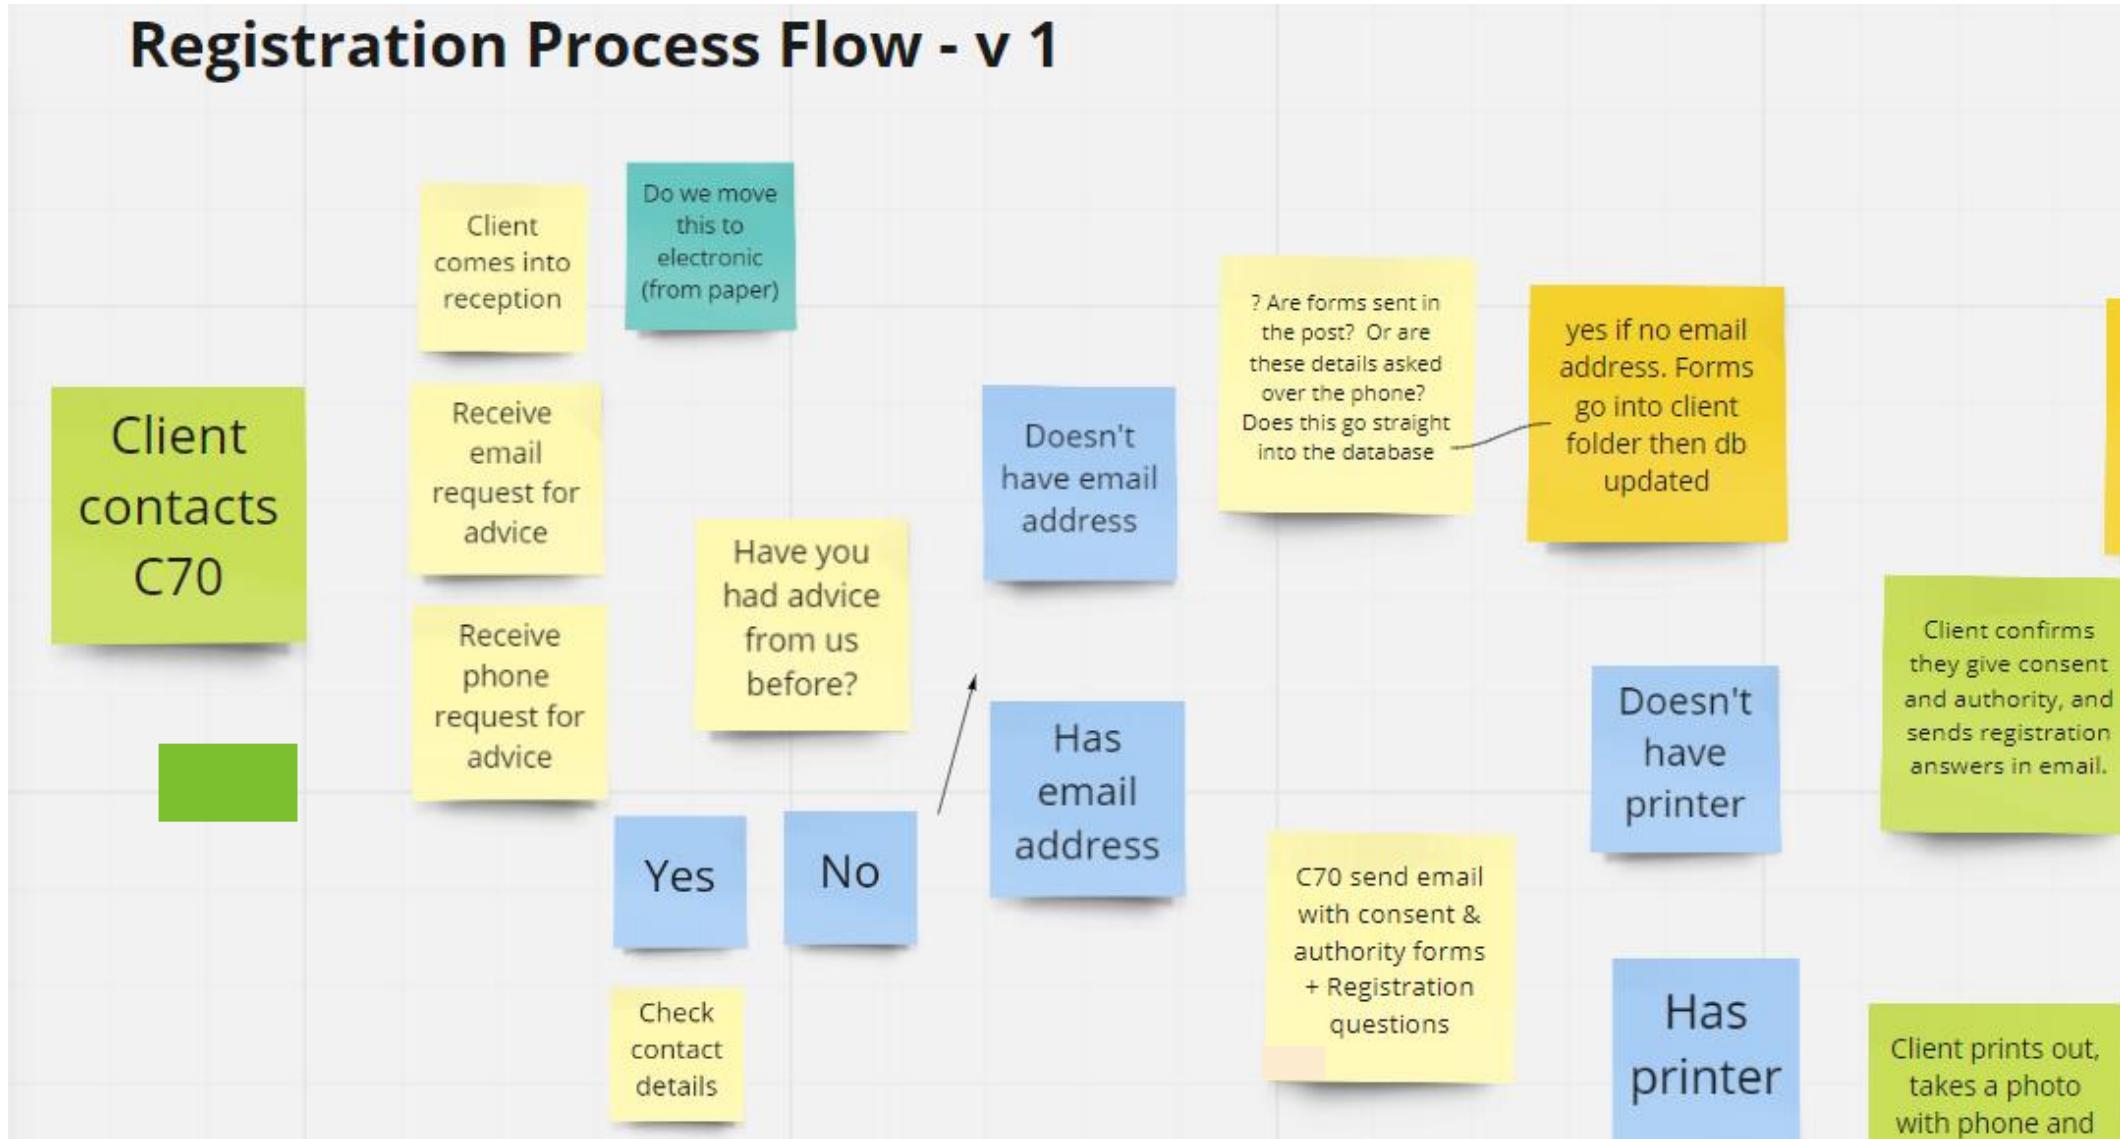 Registration Process Flow - v 1
Client
comes into
reception
Do we move
this to
electronic
(from paper)
Client
contacts
C70
Receive
email
request for
advice
Receive
phone
request for
advice
Have you
had advice
from us
before?
Yes
No
Check
contact
details
Doesn't
have email
address
Has
email
address
? Are forms sent in
the post? Or are
these details asked
over the phone?
Does this go straight
into the database
yes if no email
address. Forms
go into client
folder then db
updated
C70 send email
with consent &
authority forms
+ Registration
questions
Doesn't
have
printer
Has
printer
Client confirms
they give consent
and authority, and
sends registration
answers in email.
Client prints out,
takes a photo
with phone and